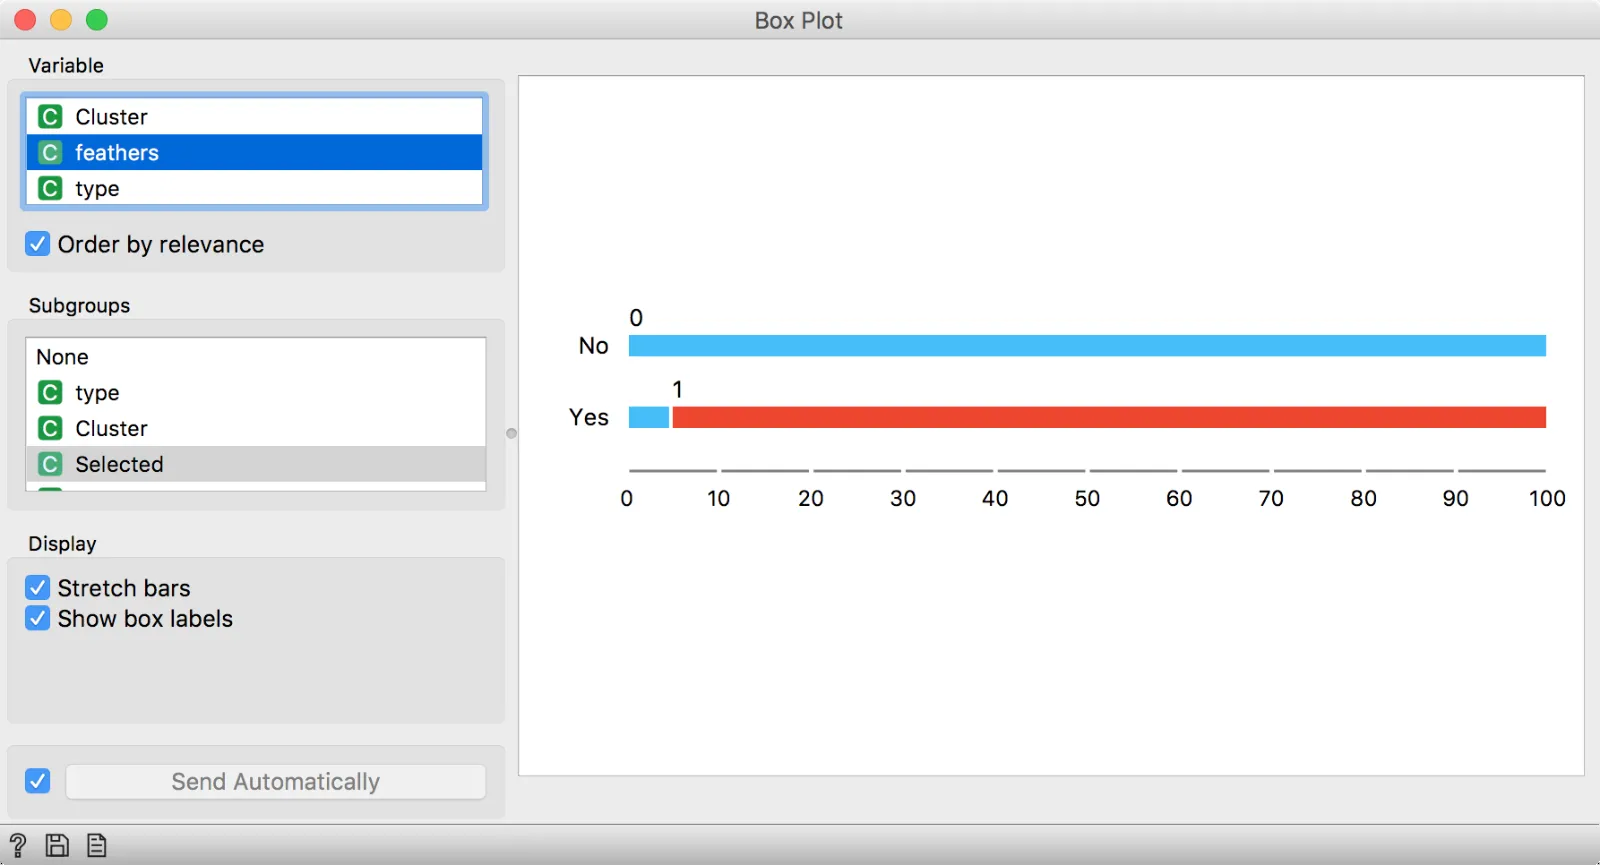 Box Plot
Variable
C Cluster
C feathers
C type
Order by relevance
Subgroups
None
C type
C Cluster
C Selected
Display
Stretch bars
Show box labels
Send Automatically
0
No
1
Yes
0 10 20 30 40 50 60 70 80 90 100
?